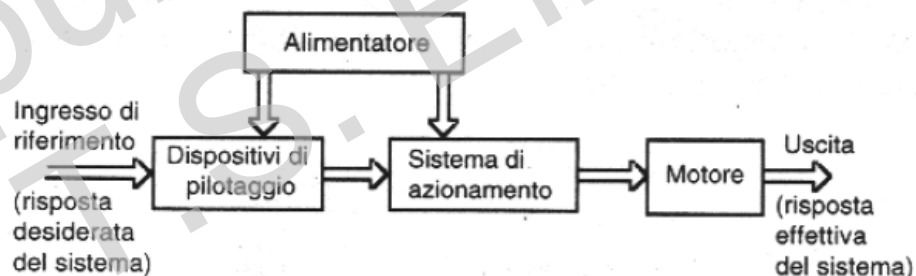 Alimentatore
Ingresso di
riferimento
(risposta
desiderata
del sistema)
Dispositivi di
pilotaggio
Sistema di
azionamento
Motore
Uscita
(risposta
effettiva
del sistema)
T.S.